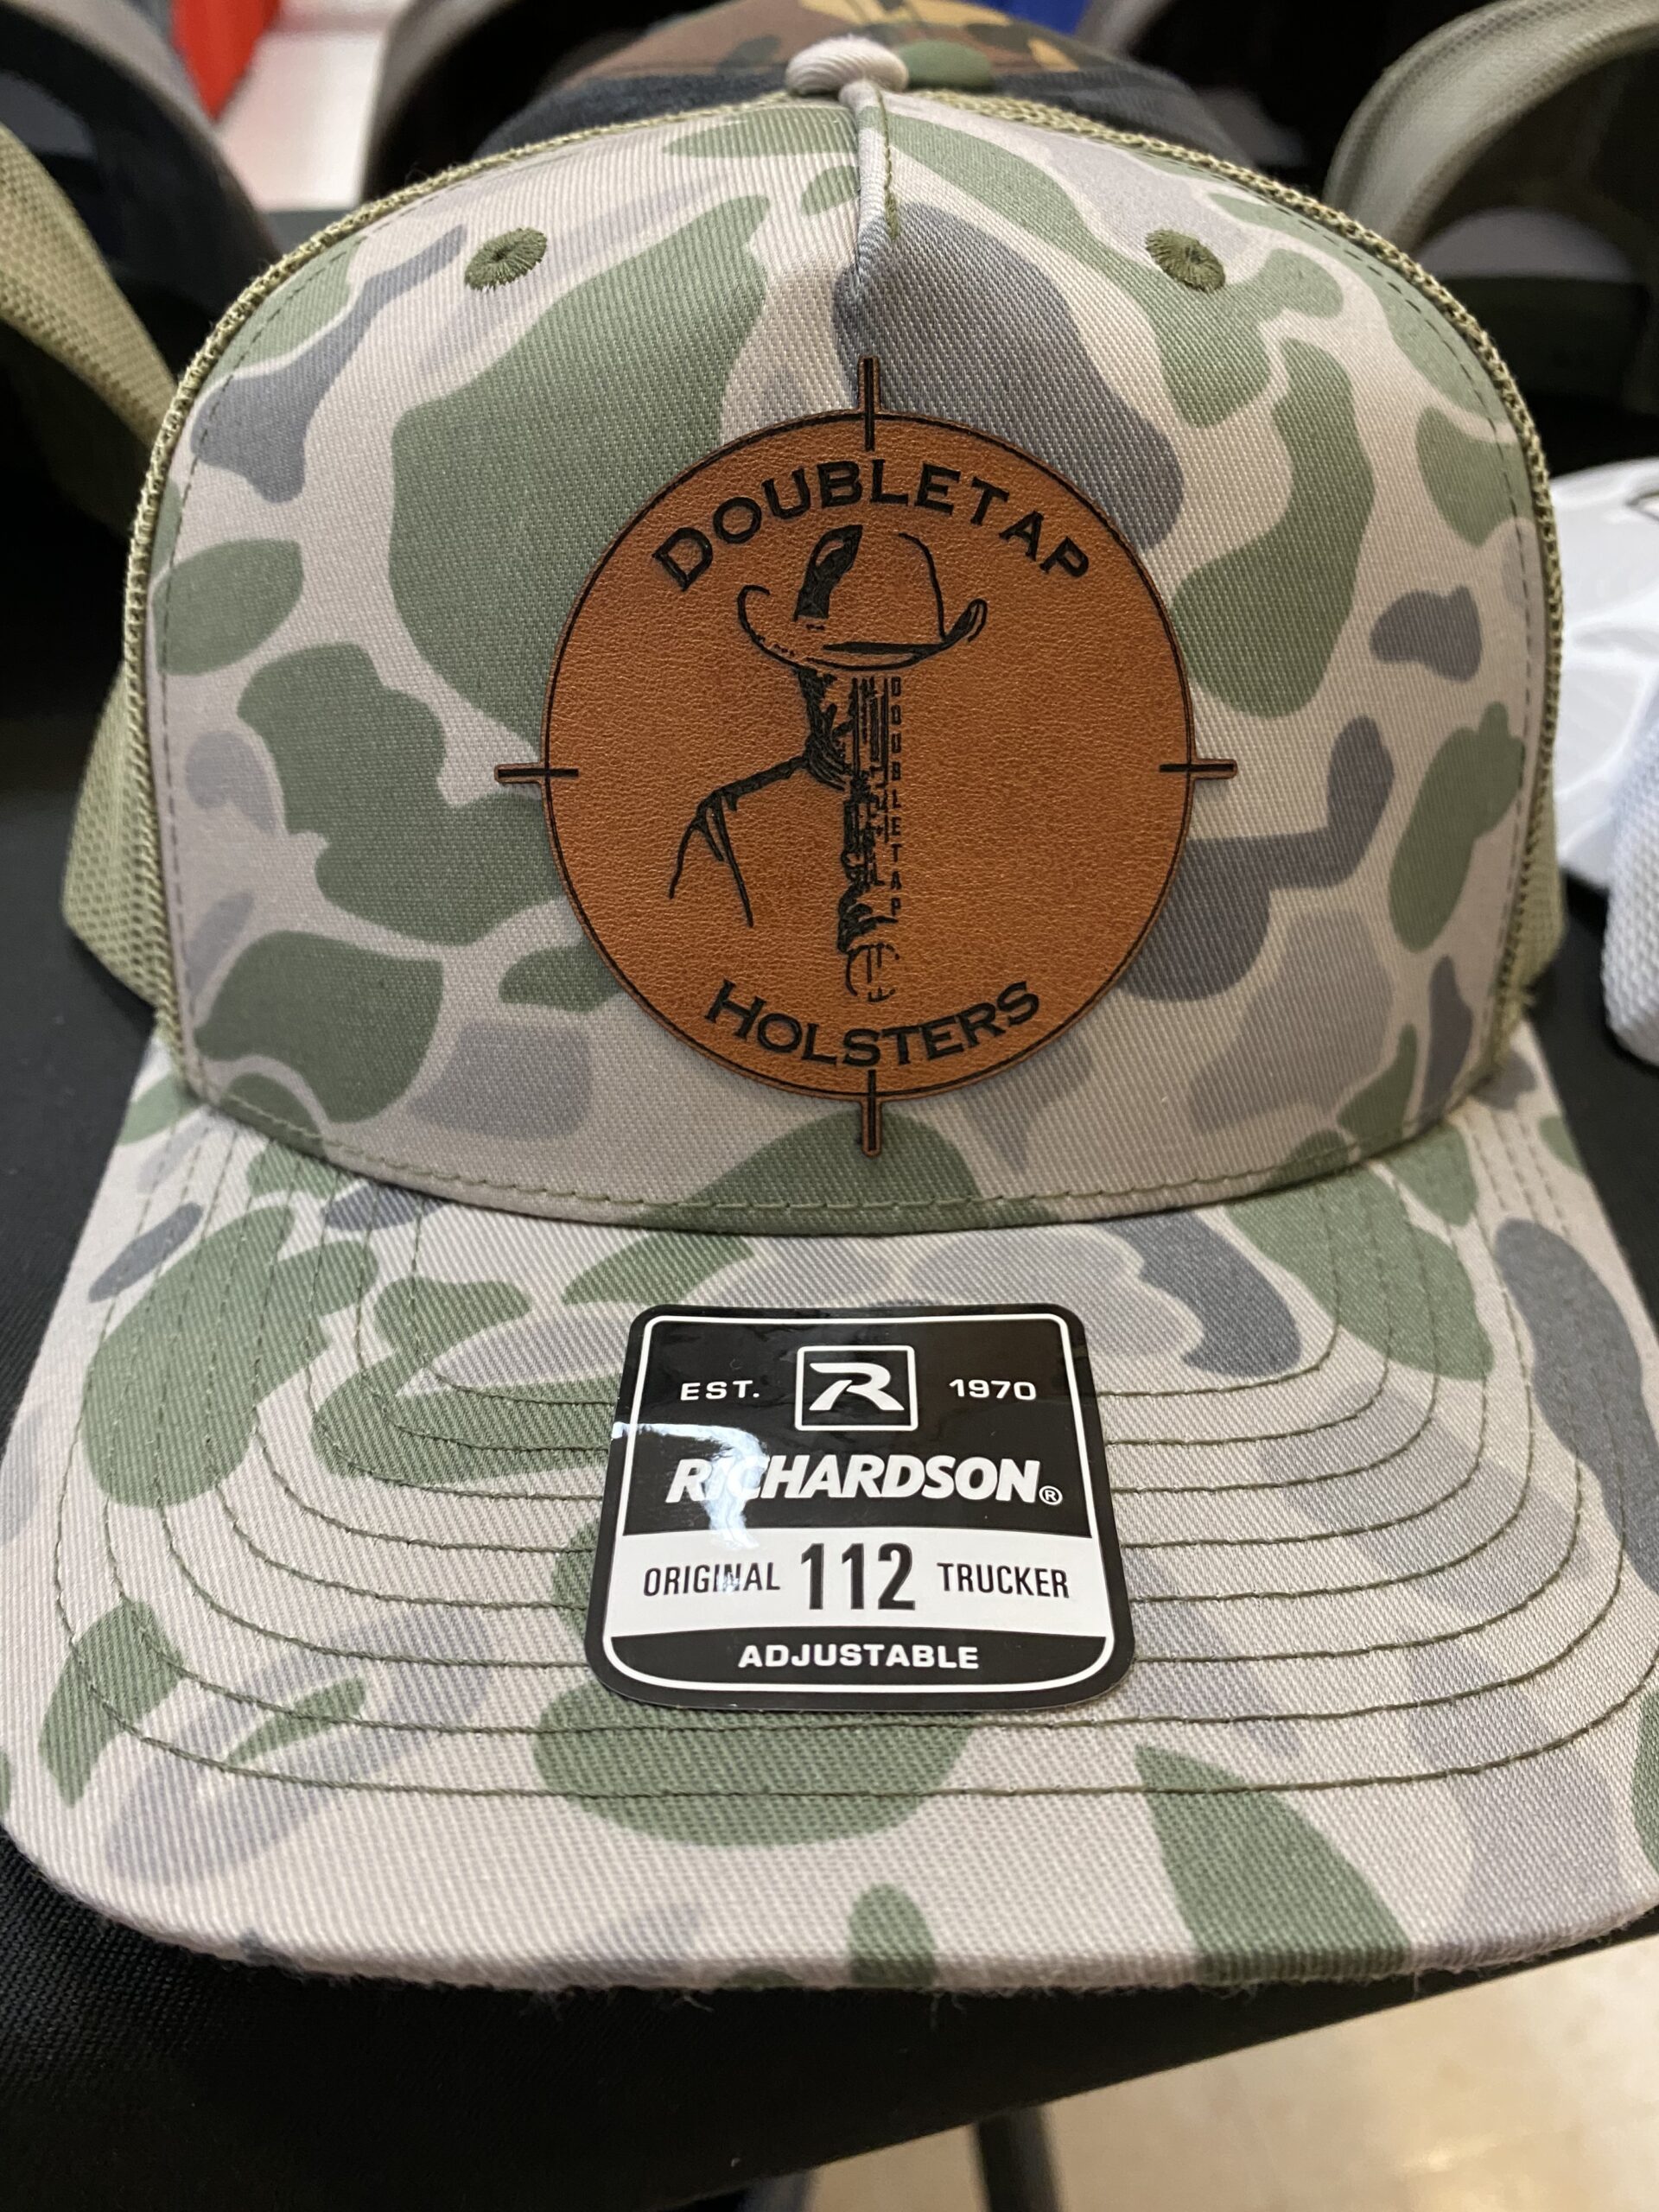 DOUBLETAP
DOUBLETAP
HOLSTERS
EST. R 1970
RICHARDSON®
ORIGINAL 112 TRUCKER
ADJUSTABLE